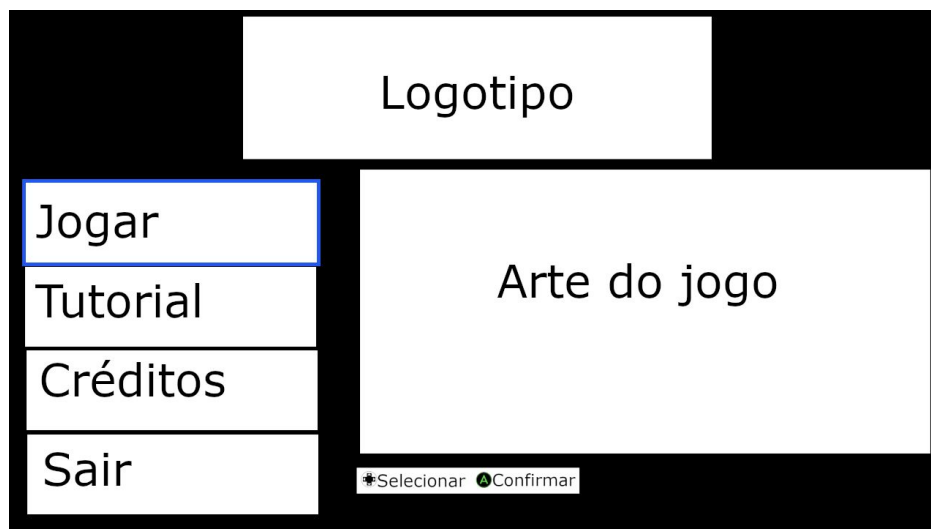 Logotipo
Jogar
Tutorial
Créditos
Sair
Arte do jogo
Selecionar A Confirmar